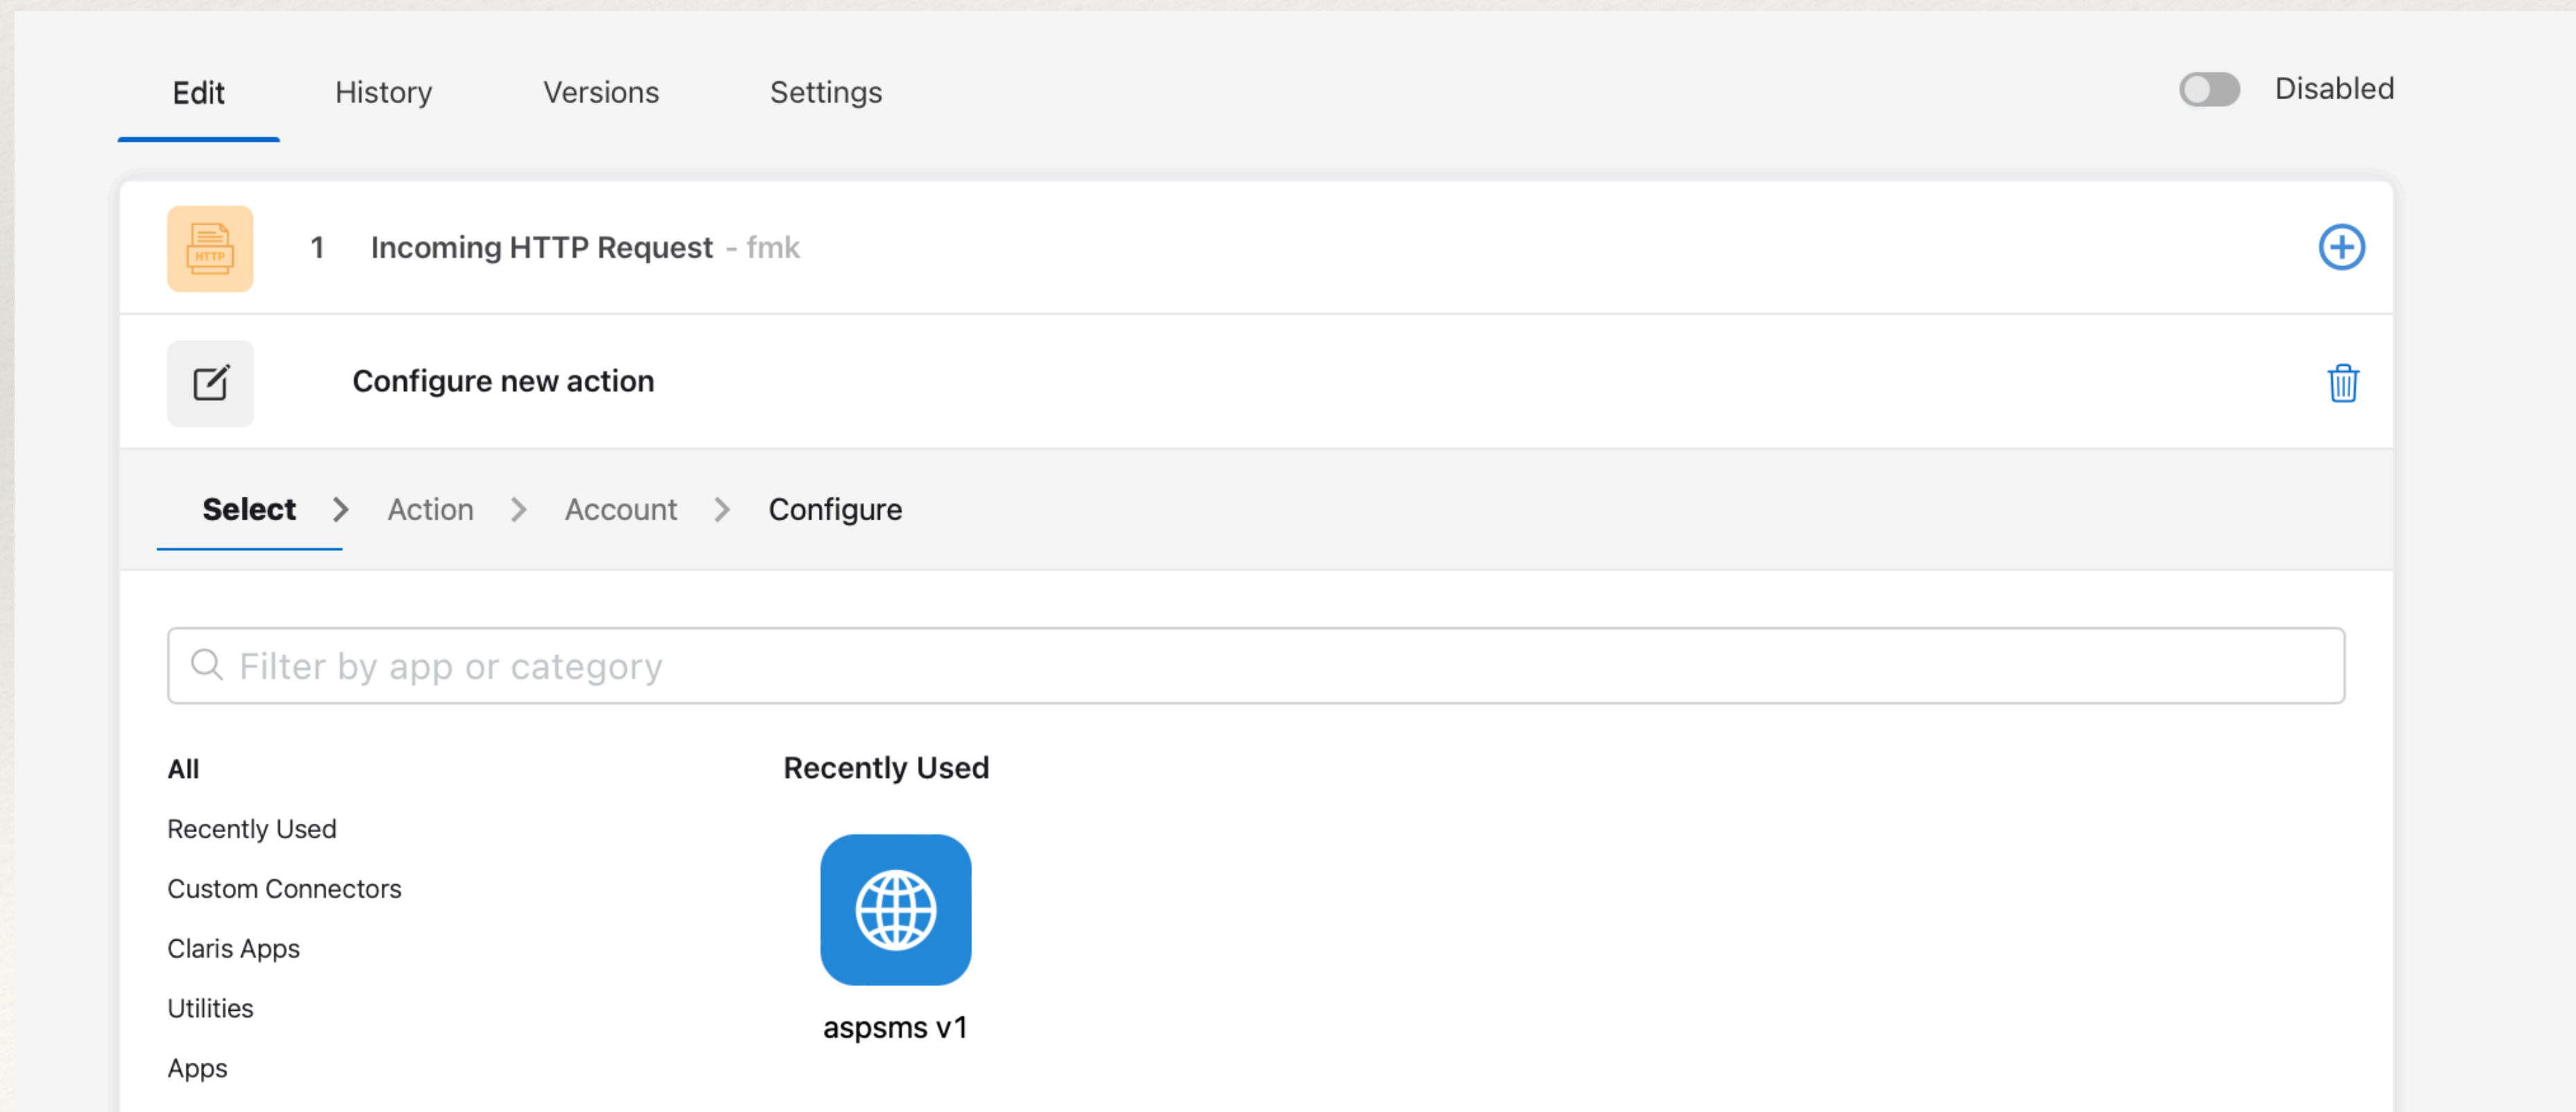 Edit History Versions Settings Disabled
HTTP
1 Incoming HTTP Request - fmk
Configure new action
Select > Action > Account > Configure
Filter by app or category
All
Recently Used
Custom Connectors
Claris Apps
Utilities
Apps
Recently Used
aspsms v1